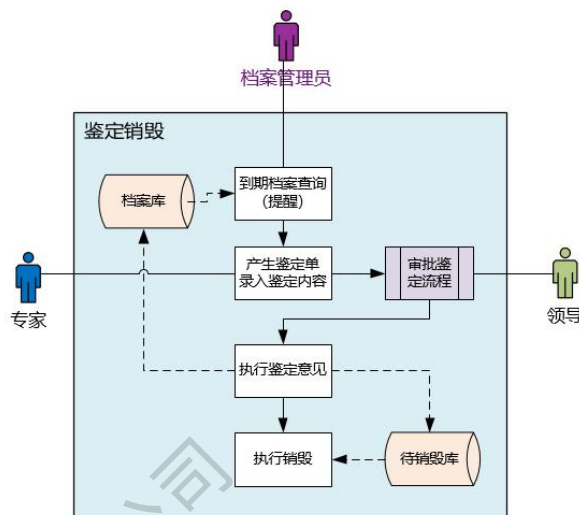 档案管理员
鉴定销毁
档案库
到期档案查询
（提醒）
产生鉴定单
录入鉴定内容
审批鉴
定流程
专家
领导
执行鉴定意见
执行销毁
待销毁库
公司